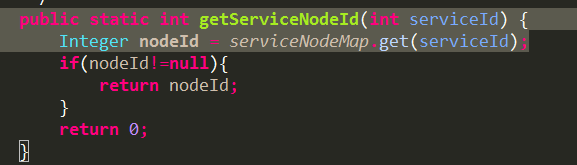 public static int getServiceNodeId(int serviceId) {
    Integer nodeId = serviceNodeMap.get(serviceId);
    if(nodeId!=null){
        return nodeId;
    }
    return 0;
}